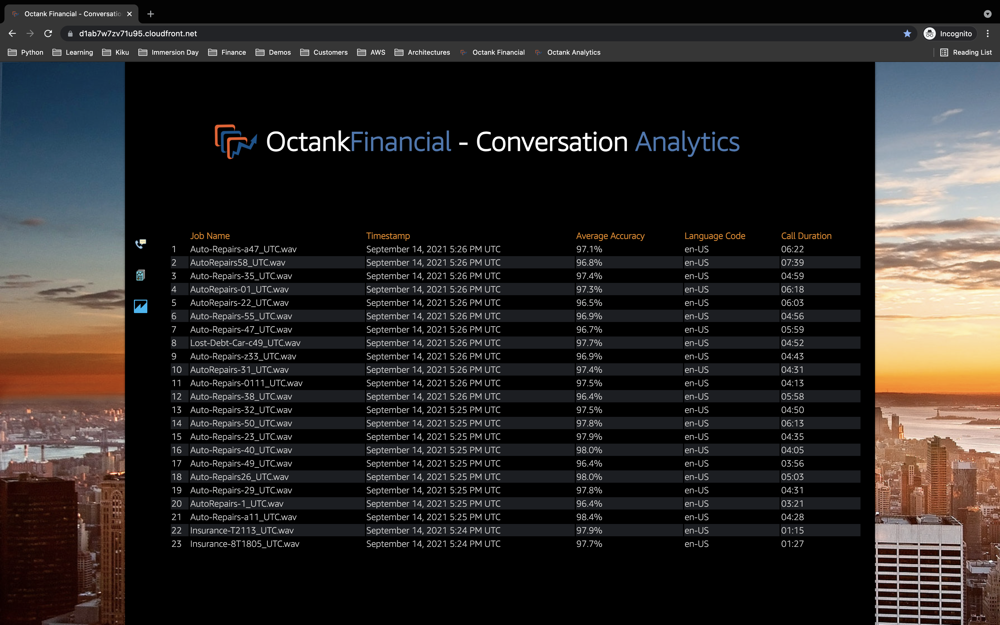 Octank Financial - Conversatio
d1ab7w7zv71u95.cloudfront.net
Incognito
Python Learning Kiku Immersion Day Finance Demos Customers AWS Architectures Octank Financial Octank Analytics Reading List
OctankFinancial - Conversation Analytics
Job Name Timestamp Average Accuracy Language Code Call Duration
1 Auto-Repairs-a47_UTC.wav September 14, 2021 5:26 PM UTC 97.1% en-US 06:22
2 AutoRepairs58_UTC.wav September 14, 2021 5:26 PM UTC 96.8% en-US 07:39
3 Auto-Repairs-35_UTC.wav September 14, 2021 5:26 PM UTC 97.4% en-US 04:59
4 AutoRepairs-01_UTC.wav September 14, 2021 5:26 PM UTC 97.3% en-US 06:18
5 AutoRepairs-22_UTC.wav September 14, 2021 5:26 PM UTC 96.5% en-US 06:03
6 Auto-Repairs-55_UTC.wav September 14, 2021 5:26 PM UTC 96.9% en-US 04:56
7 Auto-Repairs-47_UTC.wav September 14, 2021 5:26 PM UTC 96.7% en-US 05:59
8 Lost-Debt-Car-c49_UTC.wav September 14, 2021 5:26 PM UTC 97.7% en-US 04:52
9 Auto-Repairs-z33_UTC.wav September 14, 2021 5:26 PM UTC 96.9% en-US 04:43
10 AutoRepairs-31_UTC.wav September 14, 2021 5:26 PM UTC 97.4% en-US 04:31
11 Auto-Repairs-0111_UTC.wav September 14, 2021 5:26 PM UTC 97.5% en-US 04:13
12 Auto-Repairs-38_UTC.wav September 14, 2021 5:26 PM UTC 96.4% en-US 05:58
13 Auto-Repairs-32_UTC.wav September 14, 2021 5:25 PM UTC 97.5% en-US 04:50
14 Auto-Repairs-50_UTC.wav September 14, 2021 5:25 PM UTC 97.8% en-US 06:13
15 Auto-Repairs-23_UTC.wav September 14, 2021 5:25 PM UTC 97.9% en-US 04:35
16 Auto-Repairs-40_UTC.wav September 14, 2021 5:25 PM UTC 98.0% en-US 04:05
17 Auto-Repairs-49_UTC.wav September 14, 2021 5:25 PM UTC 96.4% en-US 03:56
18 Auto-Repairs26_UTC.wav September 14, 2021 5:25 PM UTC 98.0% en-US 05:03
19 Auto-Repairs-29_UTC.wav September 14, 2021 5:25 PM UTC 97.8% en-US 04:31
20 AutoRepairs-1_UTC.wav September 14, 2021 5:25 PM UTC 96.4% en-US 03:21
21 Auto-Repairs-a11_UTC.wav September 14, 2021 5:25 PM UTC 98.4% en-US 04:28
22 Insurance-T2113_UTC.wav September 14, 2021 5:24 PM UTC 97.9% en-US 01:15
23 Insurance-8T1805_UTC.wav September 14, 2021 5:24 PM UTC 97.7% en-US 01:27